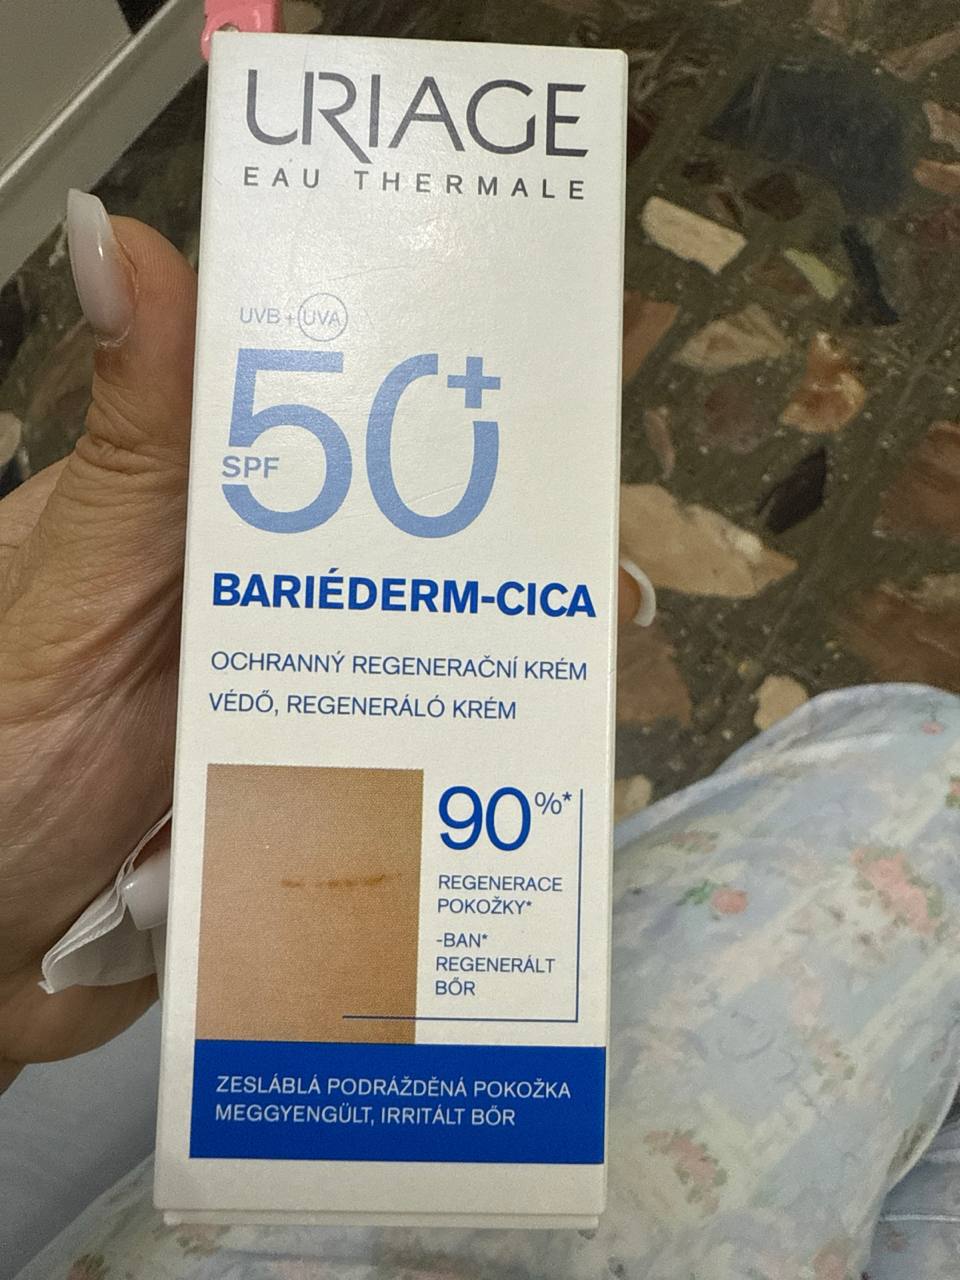 URIAGE
EAU THERMALE
UVB + UVA
SPF 50+
BARIÉDERM-CICA
OCHRANNÝ REGENERAČNÍ KRÉM
VÉDŐ, REGENERÁLÓ KRÉM
90%*
REGENERACE
POKOŽKY*
-BAN*
REGENERÁLT
BŐR
ZESLÁBLÁ PODRÁŽDĚNÁ POKOŽKA
MEGGYENGÜLT, IRRITÁLT BŐR